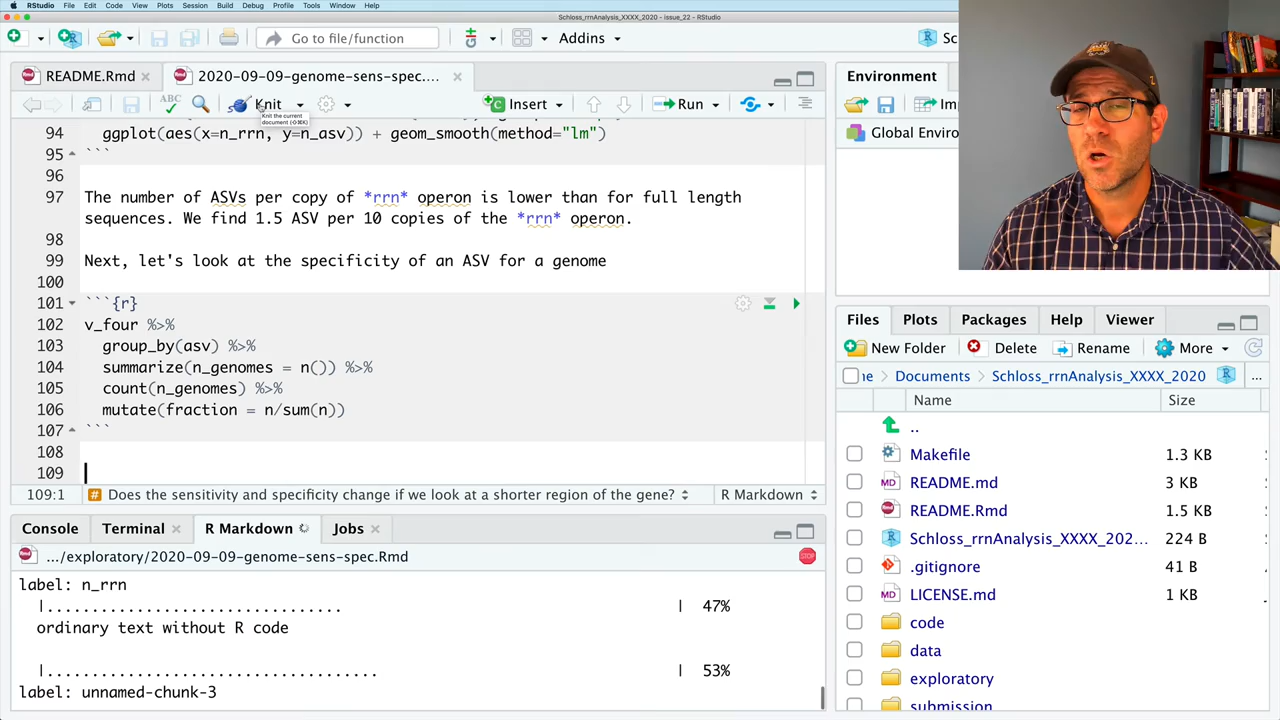 RStudio File Edit Code View Plots Session Build Debug Profile Tools Window Help
Schloss_rrnAnalysis_XXXX_2020 - issue_22 - RStudio
Go to file/function
Addins
Sc
README.Rmd
2020-09-09-genome-sens-spec....
ABC
Knit
Insert
Run
Knit the current
document (⇧⌘K)
94 ggplot(aes(x=n_rrn, y=n_asv)) + geom_smooth(method="lm")
95 ```
96
97 The number of ASVs per copy of *rrn* operon is lower than for full length
sequences. We find 1.5 ASV per 10 copies of the *rrn* operon.
98
99 Next, let's look at the specificity of an ASV for a genome
100
101 ```{r}
102 v_four %>%
103 group_by(asv) %>%
104 summarize(n_genomes = n()) %>%
105 count(n_genomes) %>%
106 mutate(fraction = n/sum(n))
107 ```
108
109
109:1 # Does the sensitivity and specificity change if we look at a shorter region of the gene? R Markdown
Console Terminal R Markdown Jobs
.../exploratory/2020-09-09-genome-sens-spec.Rmd
STOP
label: n_rrn
|................................. | 47%
ordinary text without R code
|..................................... | 53%
label: unnamed-chunk-3
Environment
Im
Global Enviro
Files Plots Packages Help Viewer
New Folder Delete Rename More
me Documents Schloss_rrnAnalysis_XXXX_2020 ...
Name Size
..
Makefile 1.3 KB
README.md 3 KB
README.Rmd 1.5 KB
Schloss_rrnAnalysis_XXXX_202... 224 B
.gitignore 41 B
LICENSE.md 1 KB
code
data
exploratory
submission